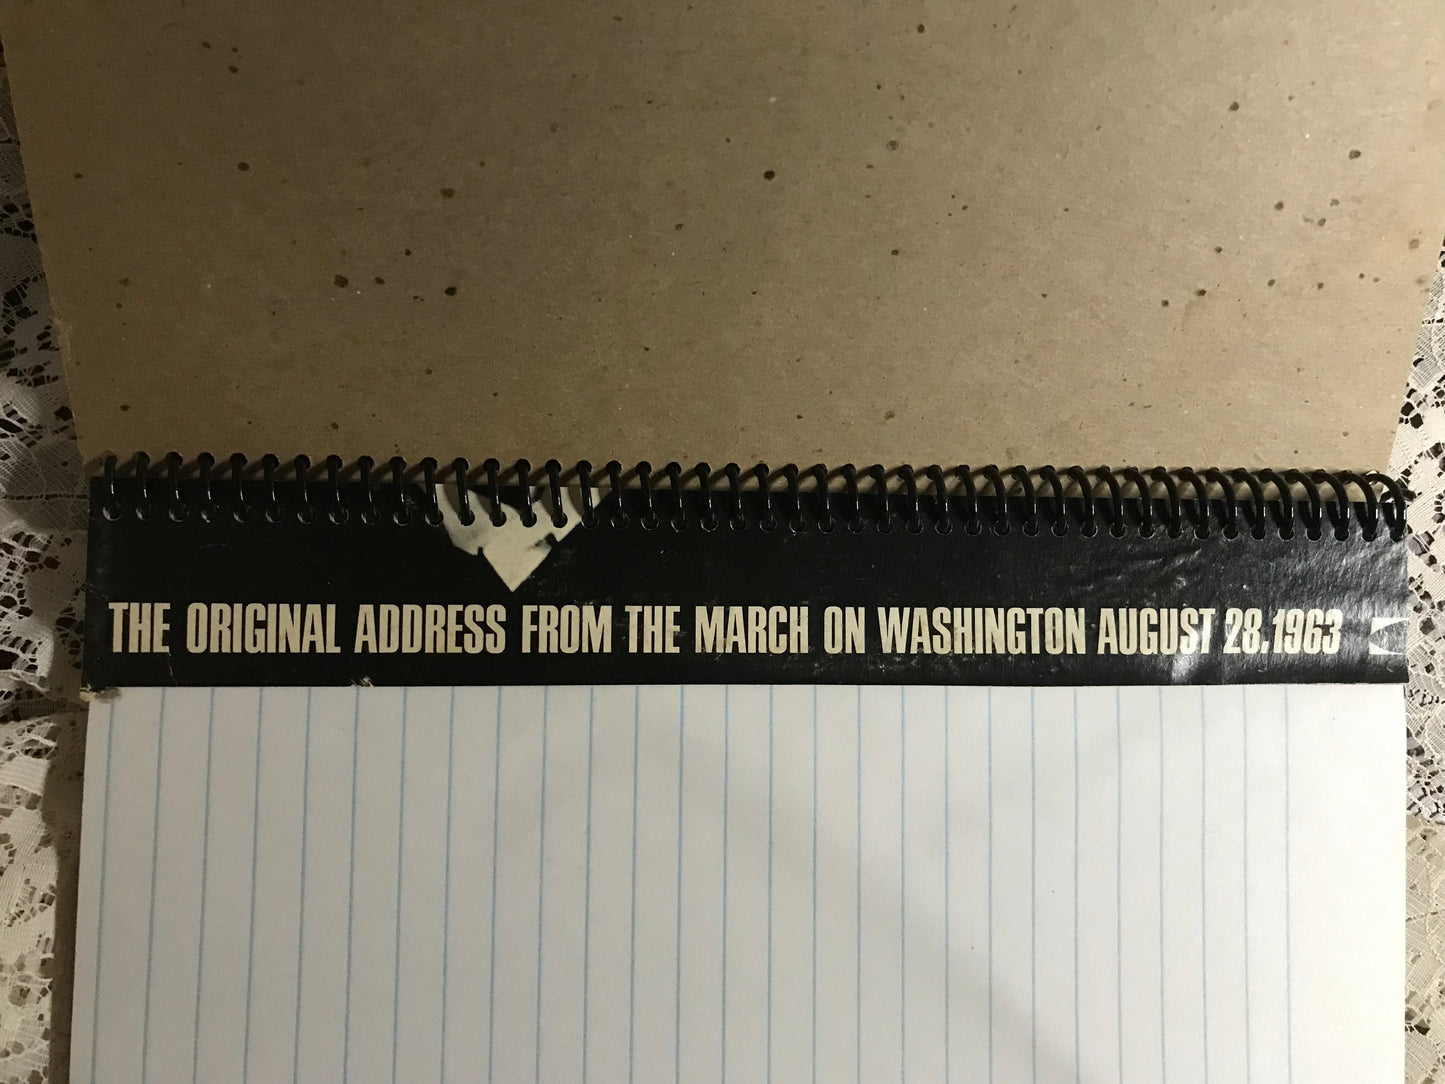 THE ORIGINAL ADDRESS FROM THE MARCH ON WASHINGTON AUGUST 28, 1963